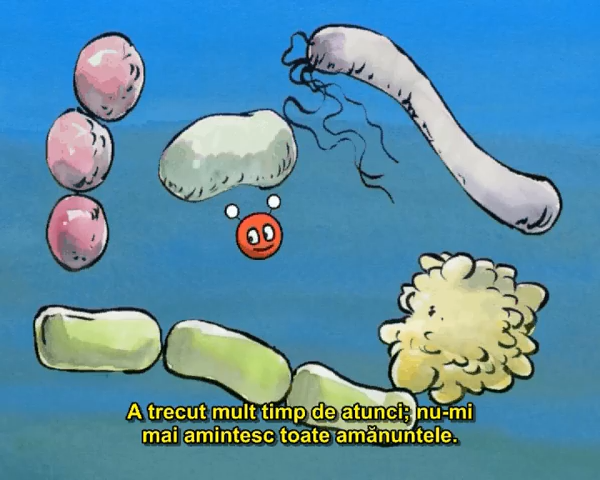 A trecut mult timp de atunci; nu-mi
mai amintesc toate amănuntele.